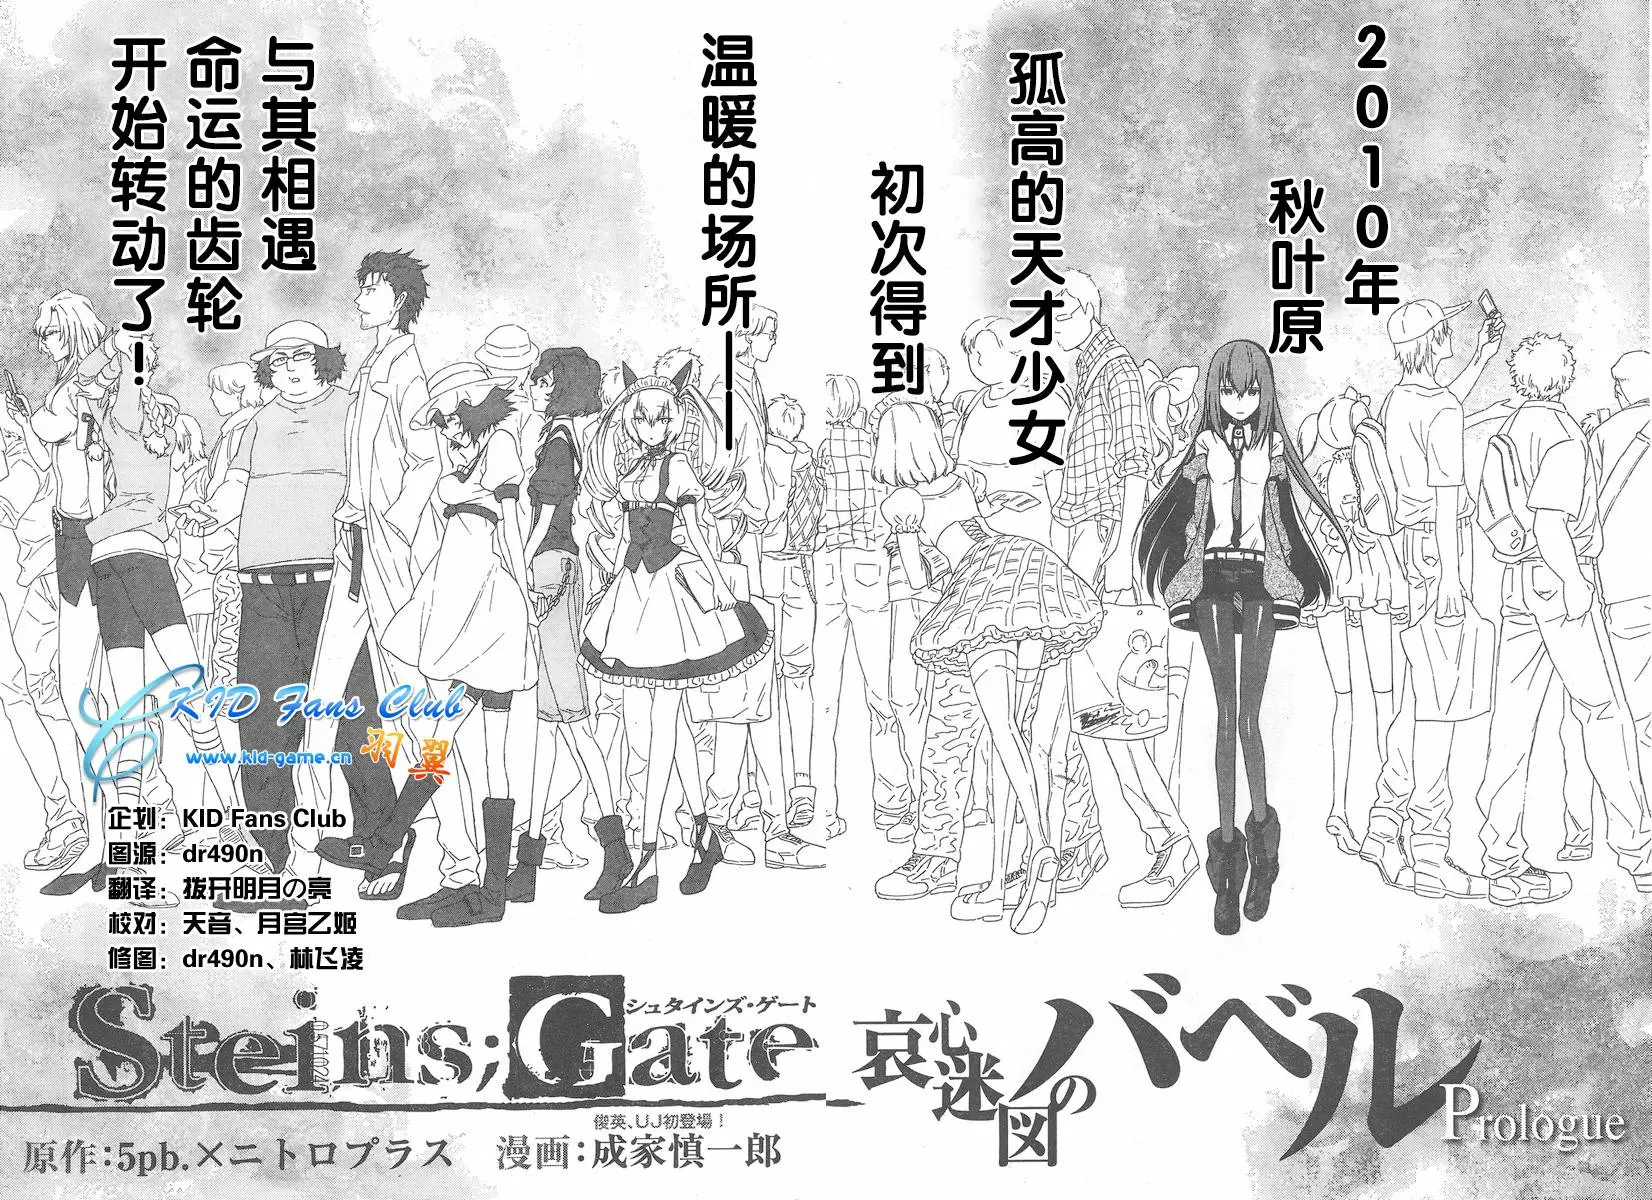 2010年
秋叶原
孤高的天才少女
初次得到
温暖的场所——
与其相遇
命运的齿轮
开始转动了！
KID Fans Club
www.kid-game.cn 羽翼
企划：KID Fans Club
图源：dr490n
翻译：拨开明月の亮
校对：天音、月宫乙姬
修图：dr490n、林飞凌
シュタインズ・ゲート
Steins;Gate
哀心迷図のバベル
Prologue
俊英、UJ初登場！
原作：5pb.×ニトロプラス 漫画：成家慎一郎